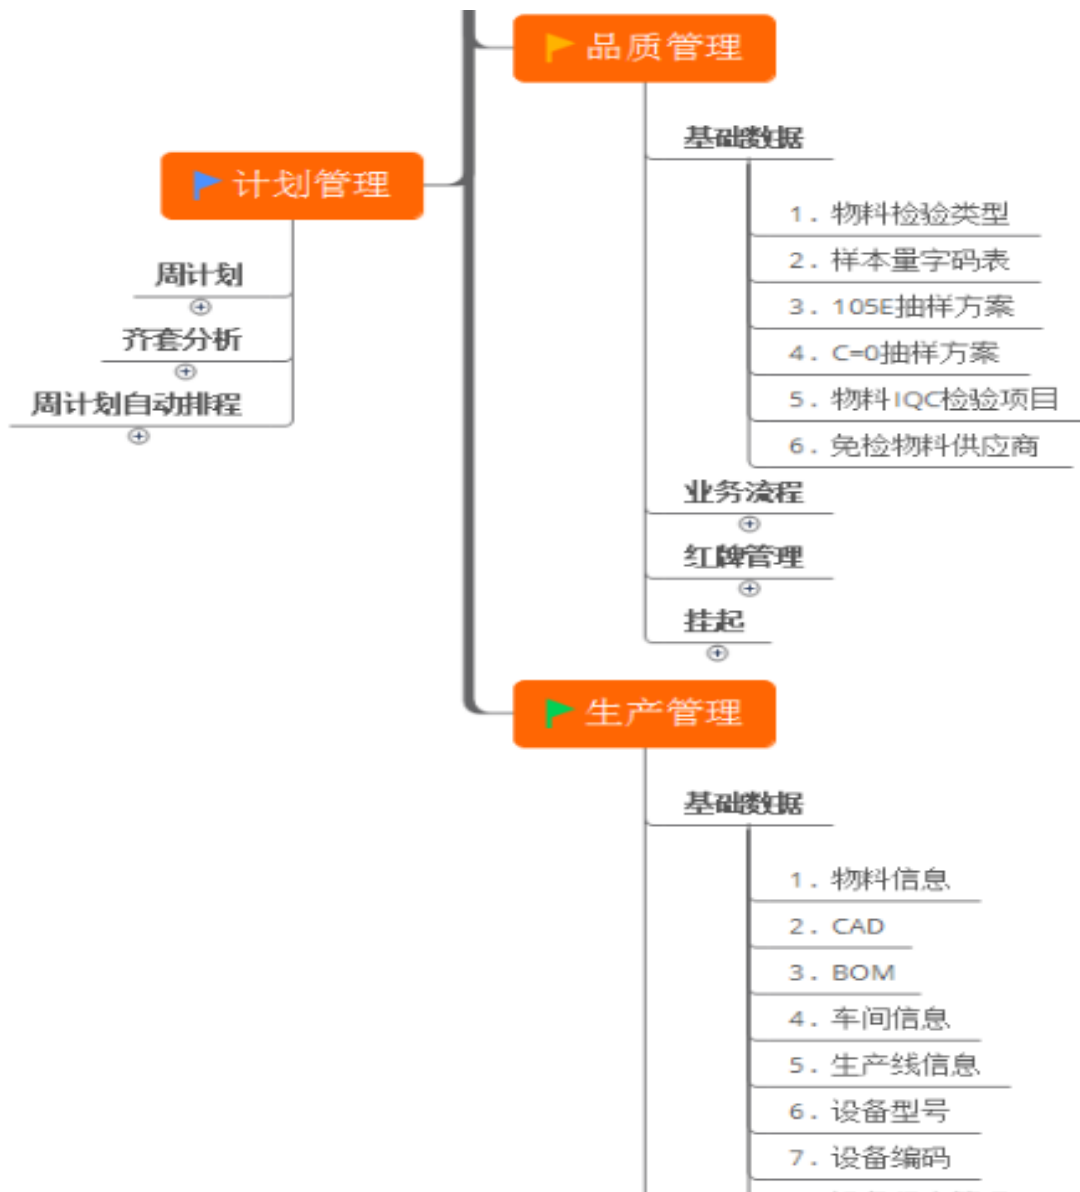 品质管理
基础数据
1. 物料检验类型
2. 样本量字码表
3. 105E抽样方案
4. C=0抽样方案
5. 物料IQC检验项目
6. 免检物料供应商
业务流程
红牌管理
挂起
计划管理
周计划
齐套分析
周计划自动排程
生产管理
基础数据
1. 物料信息
2. CAD
3. BOM
4. 车间信息
5. 生产线信息
6. 设备型号
7. 设备编码